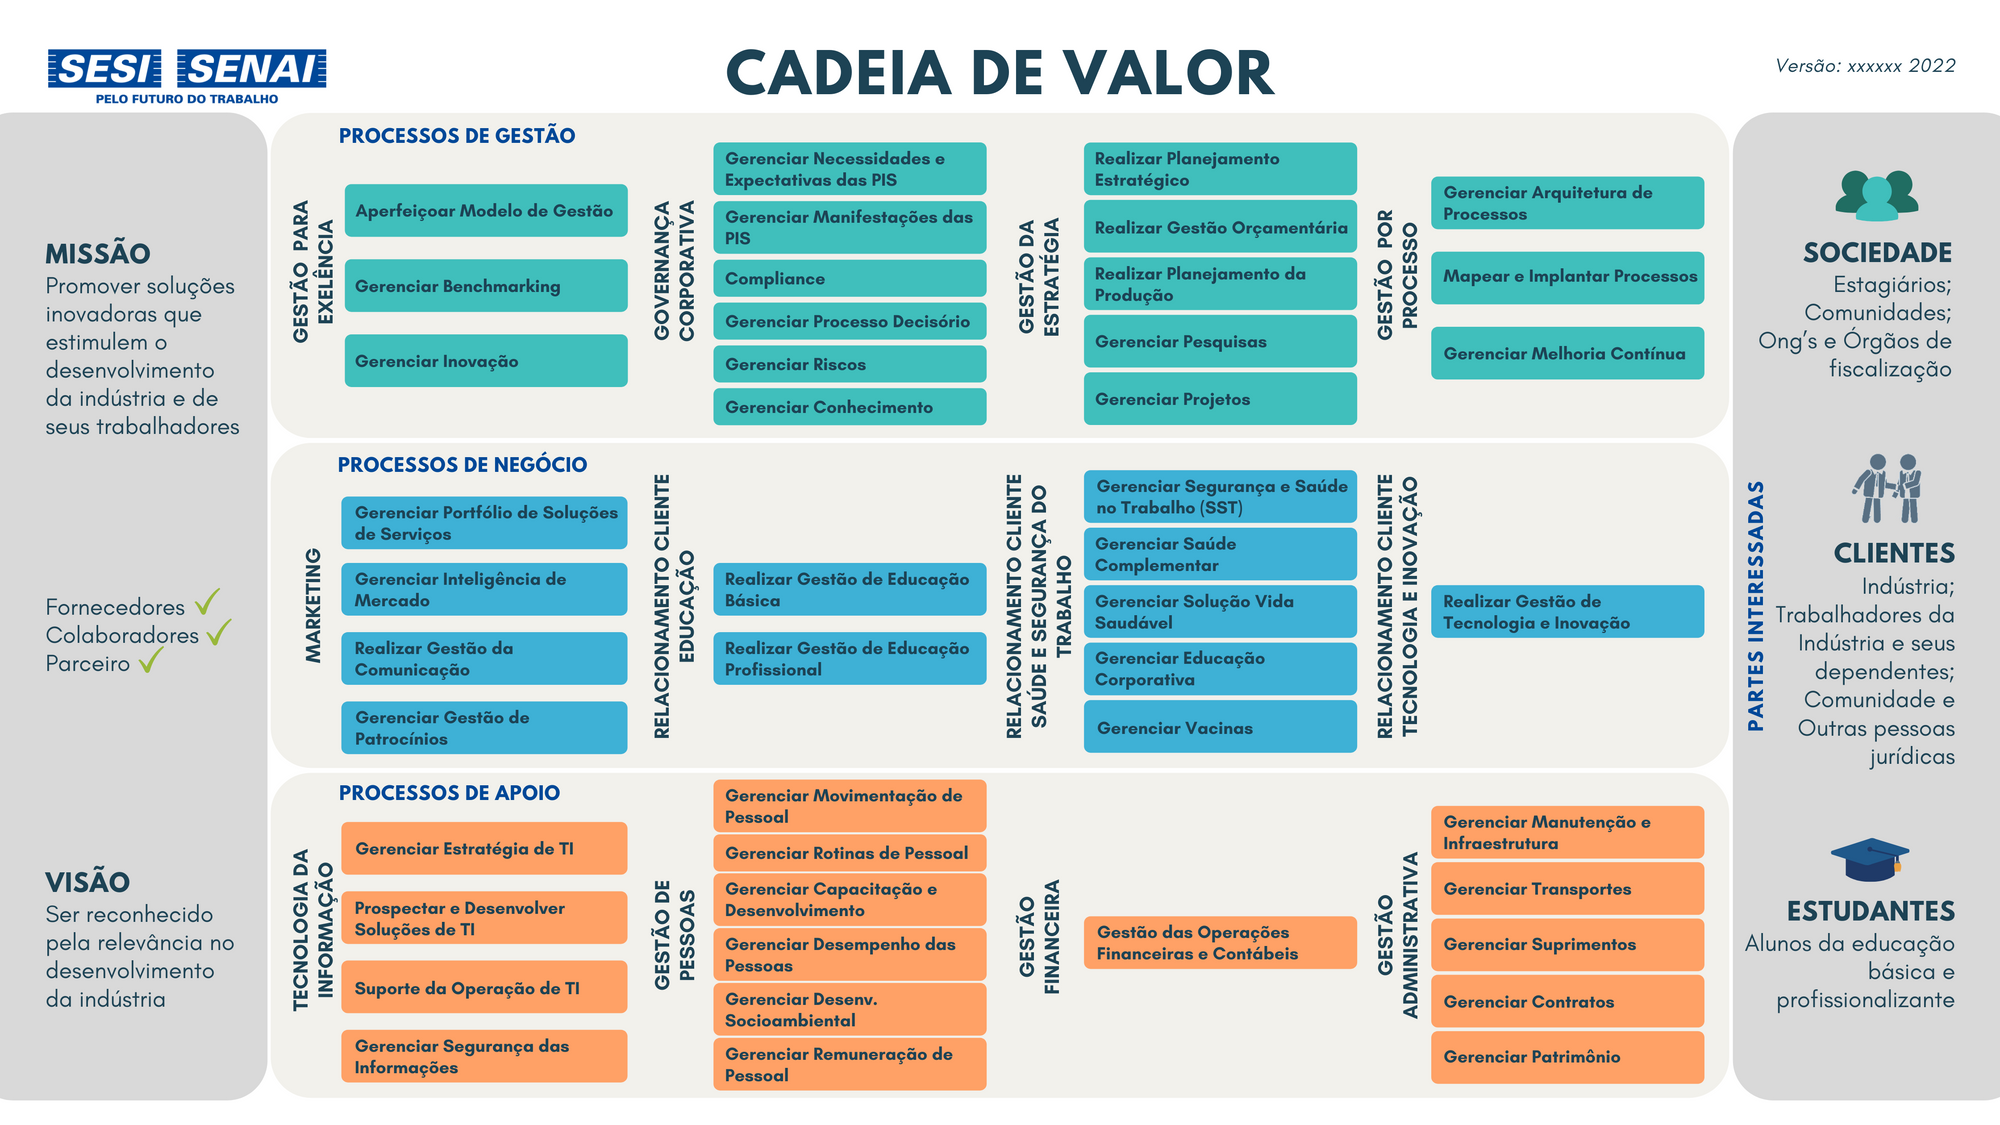 SESI SENAI
PELO FUTURO DO TRABALHO
CADEIA DE VALOR
Versão: xxxxxx 2022
MISSÃO
Promover soluções
inovadoras que
estimulem o
desenvolvimento
da indústria e de
seus trabalhadores
Fornecedores
Colaboradores
Parceiro
VISÃO
Ser reconhecido
pela relevância no
desenvolvimento
da indústria
PROCESSOS DE GESTÃO
GESTÃO PARA
EXELÊNCIA
Aperfeiçoar Modelo de Gestão
Gerenciar Benchmarking
Gerenciar Inovação
GOVERNANÇA
CORPORATIVA
Gerenciar Necessidades e
Expectativas das PIS
Gerenciar Manifestações das
PIS
Compliance
Gerenciar Processo Decisório
Gerenciar Riscos
Gerenciar Conhecimento
GESTÃO DA
ESTRATÉGIA
Realizar Planejamento
Estratégico
Realizar Gestão Orçamentária
Realizar Planejamento da
Produção
Gerenciar Pesquisas
Gerenciar Projetos
GESTÃO POR
PROCESSO
Gerenciar Arquitetura de
Processos
Mapear e Implantar Processos
Gerenciar Melhoria Contínua
PROCESSOS DE NEGÓCIO
MARKETING
Gerenciar Portfólio de Soluções
de Serviços
Gerenciar Inteligência de
Mercado
Realizar Gestão da
Comunicação
Gerenciar Gestão de
Patrocínios
RELACIONAMENTO CLIENTE
EDUCAÇÃO
Realizar Gestão de Educação
Básica
Realizar Gestão de Educação
Profissional
RELACIONAMENTO CLIENTE
SAÚDE E SEGURANÇA DO
TRABALHO
Gerenciar Segurança e Saúde
no Trabalho (SST)
Gerenciar Saúde
Complementar
Gerenciar Solução Vida
Saudável
Gerenciar Educação
Corporativa
Gerenciar Vacinas
RELACIONAMENTO CLIENTE
TECNOLOGIA E INOVAÇÃO
Realizar Gestão de
Tecnologia e Inovação
PROCESSOS DE APOIO
TECNOLOGIA DA
INFORMAÇÃO
Gerenciar Estratégia de TI
Prospectar e Desenvolver
Soluções de TI
Suporte da Operação de TI
Gerenciar Segurança das
Informações
GESTÃO DE
PESSOAS
Gerenciar Movimentação de
Pessoal
Gerenciar Rotinas de Pessoal
Gerenciar Capacitação e
Desenvolvimento
Gerenciar Desempenho das
Pessoas
Gerenciar Desenv.
Socioambiental
Gerenciar Remuneração de
Pessoal
GESTÃO
FINANCEIRA
Gestão das Operações
Financeiras e Contábeis
GESTÃO
ADMINISTRATIVA
Gerenciar Manutenção e
Infraestrutura
Gerenciar Transportes
Gerenciar Suprimentos
Gerenciar Contratos
Gerenciar Patrimônio
PARTES INTERESSADAS
SOCIEDADE
Estagiários;
Comunidades;
Ong's e Órgãos de
fiscalização
CLIENTES
Indústria;
Trabalhadores da
Indústria e seus
dependentes;
Comunidade e
Outras pessoas
jurídicas
ESTUDANTES
Alunos da educação
básica e
profissionalizante